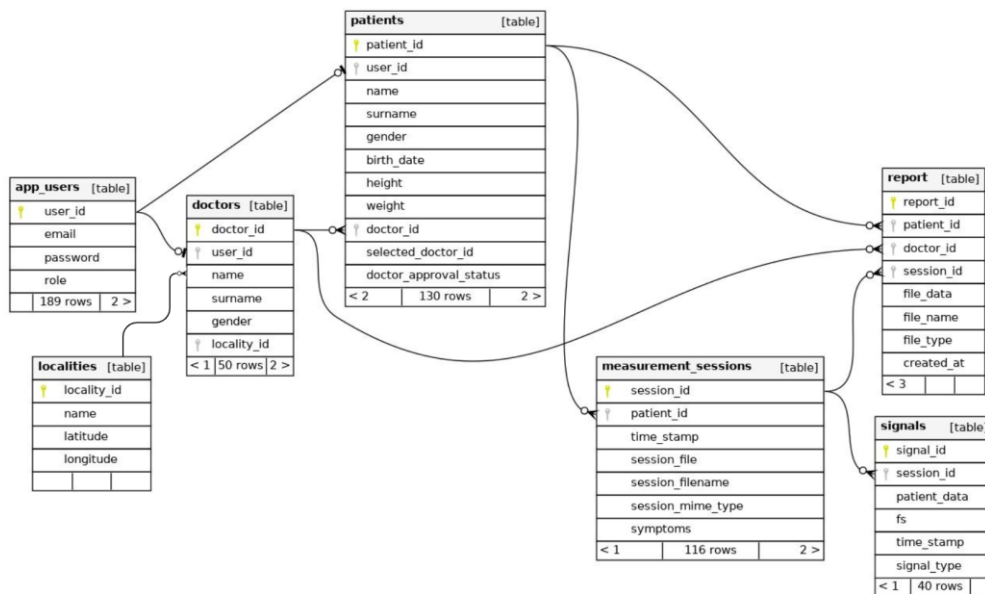 patients [table]
patient_id
user_id
name
surname
gender
birth_date
height
weight
doctor_id
selected_doctor_id
doctor_approval_status
< 2 130 rows 2 >
app_users [table]
user_id
email
password
role
189 rows 2 >
doctors [table]
doctor_id
user_id
name
surname
gender
locality_id
< 1 50 rows 2 >
localities [table]
locality_id
name
latitude
longitude
report [table]
report_id
patient_id
doctor_id
session_id
file_data
file_name
file_type
created_at
< 3
measurement_sessions [table]
session_id
patient_id
time_stamp
session_file
session_filename
session_mime_type
symptoms
< 1 116 rows 2 >
signals [table]
signal_id
session_id
patient_data
fs
time_stamp
signal_type
< 1 40 rows